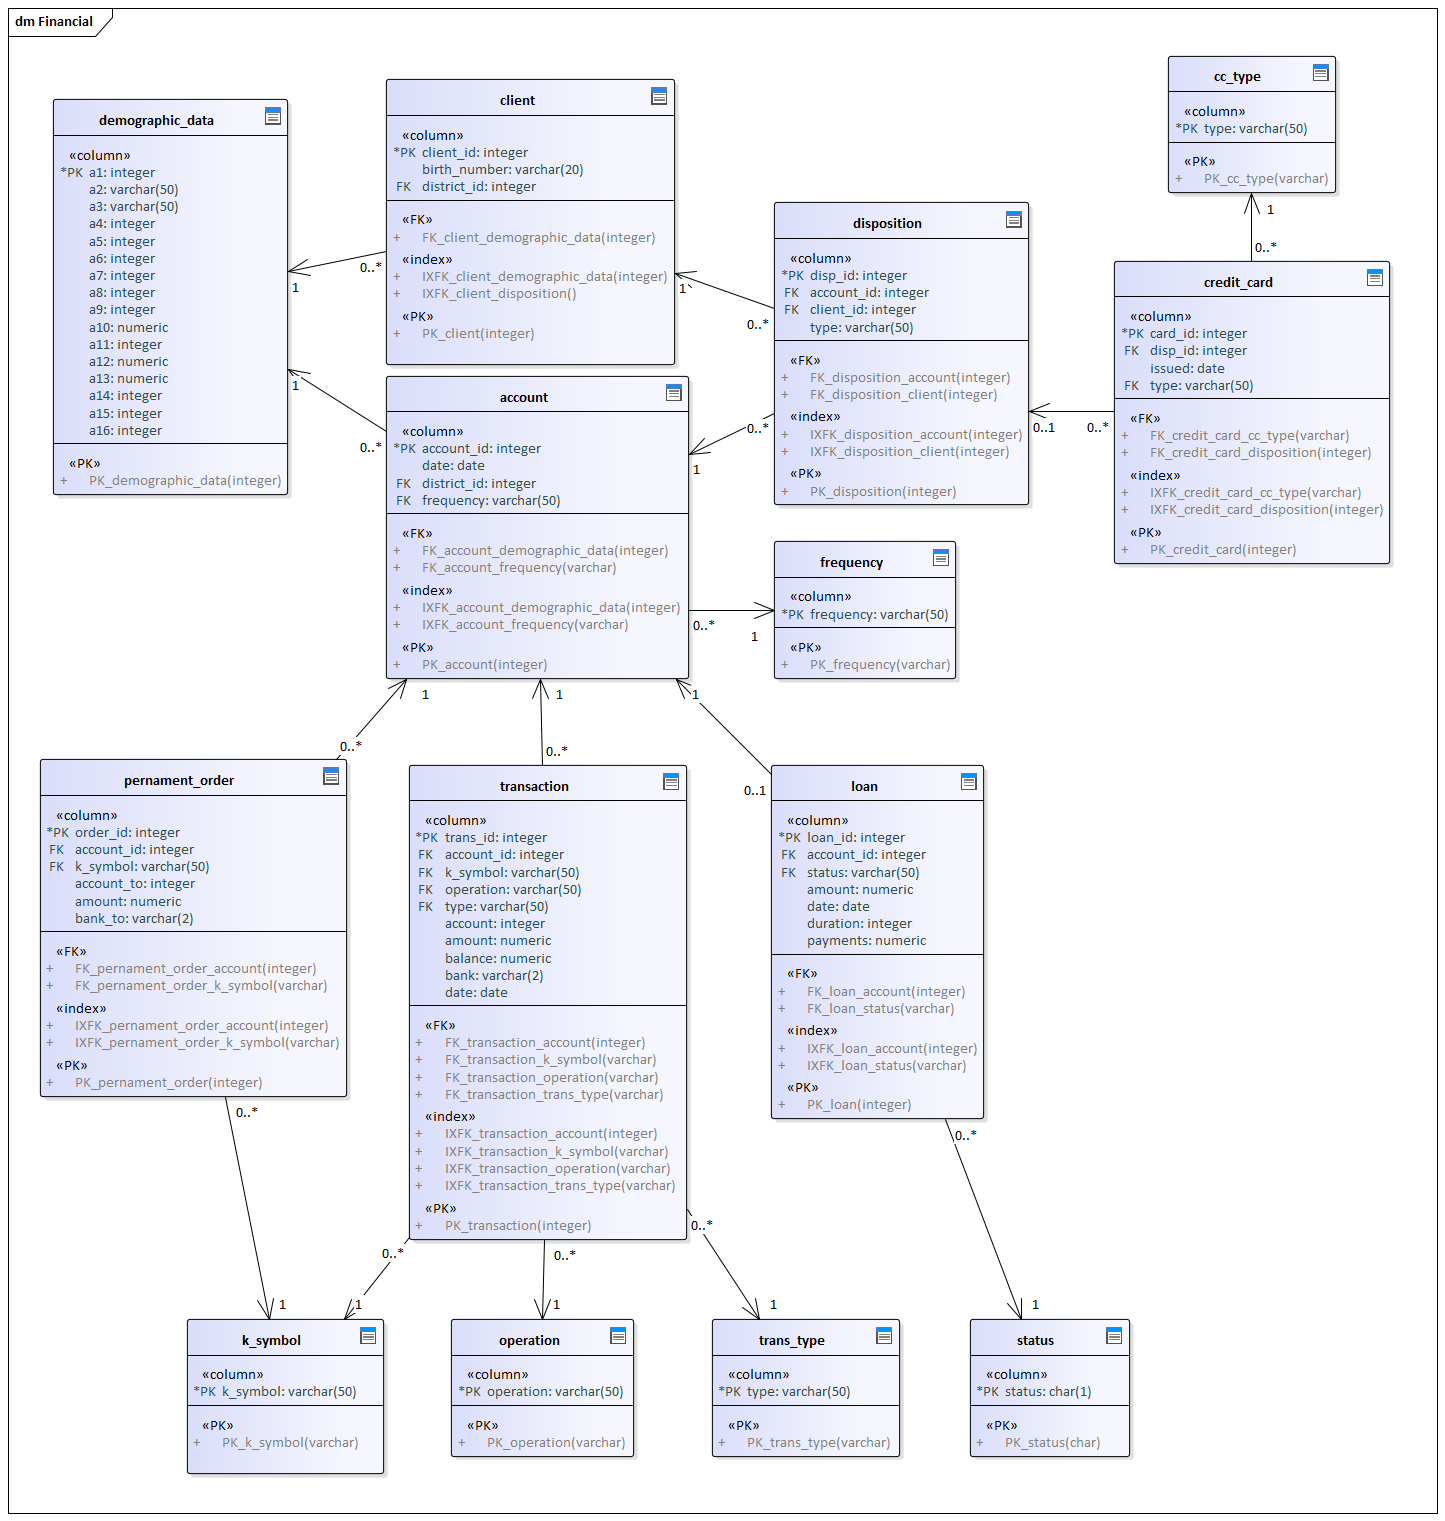 dm Financial
demographic_data
«column»
*PK a1: integer
a2: varchar(50)
a3: varchar(50)
a4: integer
a5: integer
a6: integer
a7: integer
a8: integer
a9: integer
a10: numeric
a11: integer
a12: numeric
a13: numeric
a14: integer
a15: integer
a16: integer
«PK»
+ PK_demographic_data(integer)
client
«column»
*PK client_id: integer
birth_number: varchar(20)
FK district_id: integer
«FK»
+ FK_client_demographic_data(integer)
«index»
+ IXFK_client_demographic_data(integer)
+ IXFK_client_disposition()
«PK»
+ PK_client(integer)
0..*
1
disposition
«column»
*PK disp_id: integer
FK account_id: integer
FK client_id: integer
type: varchar(50)
«FK»
+ FK_disposition_account(integer)
+ FK_disposition_client(integer)
«index»
+ IXFK_disposition_account(integer)
+ IXFK_disposition_client(integer)
«PK»
+ PK_disposition(integer)
1
0..*
0..*
1
cc_type
«column»
*PK type: varchar(50)
«PK»
+ PK_cc_type(varchar)
1
0..*
credit_card
«column»
*PK card_id: integer
FK disp_id: integer
issued: date
FK type: varchar(50)
«FK»
+ FK_credit_card_cc_type(varchar)
+ FK_credit_card_disposition(integer)
«index»
+ IXFK_credit_card_cc_type(varchar)
+ IXFK_credit_card_disposition(integer)
«PK»
+ PK_credit_card(integer)
0..1
0..*
account
«column»
*PK account_id: integer
date: date
FK district_id: integer
FK frequency: varchar(50)
«FK»
+ FK_account_demographic_data(integer)
+ FK_account_frequency(varchar)
«index»
+ IXFK_account_demographic_data(integer)
+ IXFK_account_frequency(varchar)
«PK»
+ PK_account(integer)
1
0..*
frequency
«column»
*PK frequency: varchar(50)
«PK»
+ PK_frequency(varchar)
0..*
1
1
1
1
0..*
0..*
0..1
pernament_order
«column»
*PK order_id: integer
FK account_id: integer
FK k_symbol: varchar(50)
account_to: integer
amount: numeric
bank_to: varchar(2)
«FK»
+ FK_pernament_order_account(integer)
+ FK_pernament_order_k_symbol(varchar)
«index»
+ IXFK_pernament_order_account(integer)
+ IXFK_pernament_order_k_symbol(varchar)
«PK»
+ PK_pernament_order(integer)
transaction
«column»
*PK trans_id: integer
FK account_id: integer
FK k_symbol: varchar(50)
FK operation: varchar(50)
FK type: varchar(50)
account: integer
amount: numeric
balance: numeric
bank: varchar(2)
date: date
«FK»
+ FK_transaction_account(integer)
+ FK_transaction_k_symbol(varchar)
+ FK_transaction_operation(varchar)
+ FK_transaction_trans_type(varchar)
«index»
+ IXFK_transaction_account(integer)
+ IXFK_transaction_k_symbol(varchar)
+ IXFK_transaction_operation(varchar)
+ IXFK_transaction_trans_type(varchar)
«PK»
+ PK_transaction(integer)
loan
«column»
*PK loan_id: integer
FK account_id: integer
FK status: varchar(50)
amount: numeric
date: date
duration: integer
payments: numeric
«FK»
+ FK_loan_account(integer)
+ FK_loan_status(varchar)
«index»
+ IXFK_loan_account(integer)
+ IXFK_loan_status(varchar)
«PK»
+ PK_loan(integer)
0..*
0..*
0..*
0..*
0..*
1
1
1
1
1
k_symbol
«column»
*PK k_symbol: varchar(50)
«PK»
+ PK_k_symbol(varchar)
operation
«column»
*PK operation: varchar(50)
«PK»
+ PK_operation(varchar)
trans_type
«column»
*PK type: varchar(50)
«PK»
+ PK_trans_type(varchar)
status
«column»
*PK status: char(1)
«PK»
+ PK_status(char)